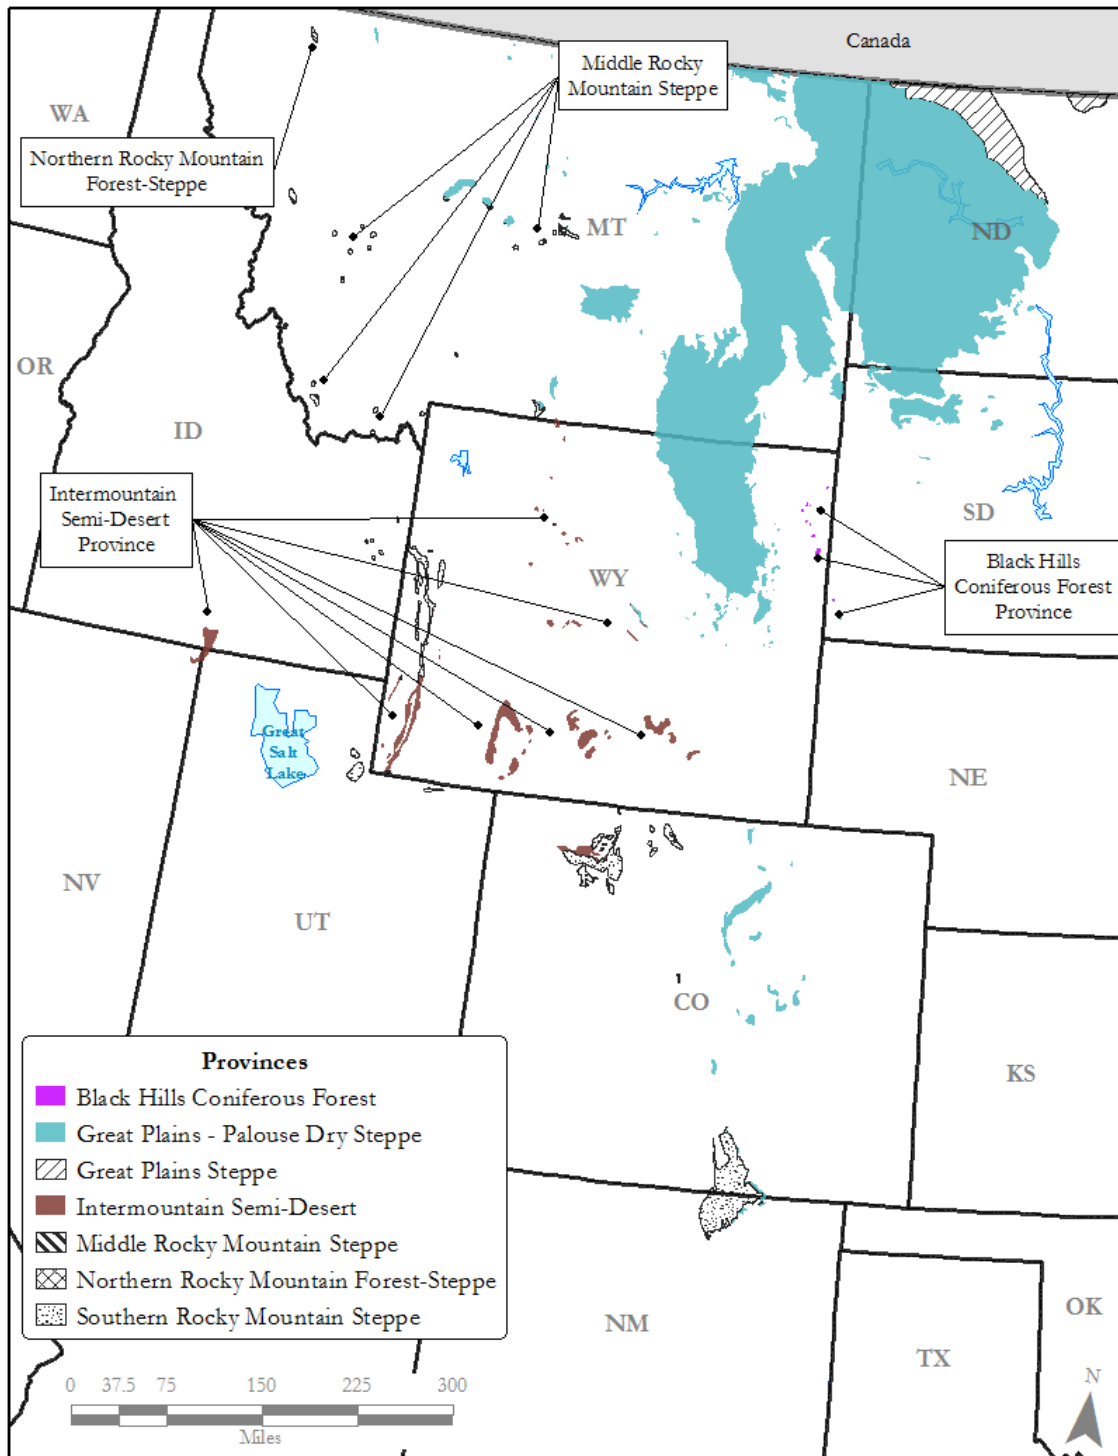 Canada
Middle Rocky
Mountain Steppe
WA
Northern Rocky Mountain
Forest-Steppe
MT
ND
OR
ID
Intermountain
Semi-Desert
Province
SD
WY
Black Hills
Coniferous Forest
Province
Great
Salt
Lake
NE
NV
UT
CO
KS
Provinces
Black Hills Coniferous Forest
Great Plains - Palouse Dry Steppe
Great Plains Steppe
Intermountain Semi-Desert
Middle Rocky Mountain Steppe
Northern Rocky Mountain Forest-Steppe
Southern Rocky Mountain Steppe
NM
TX
OK
N
0 37.5 75 150 225 300
Miles